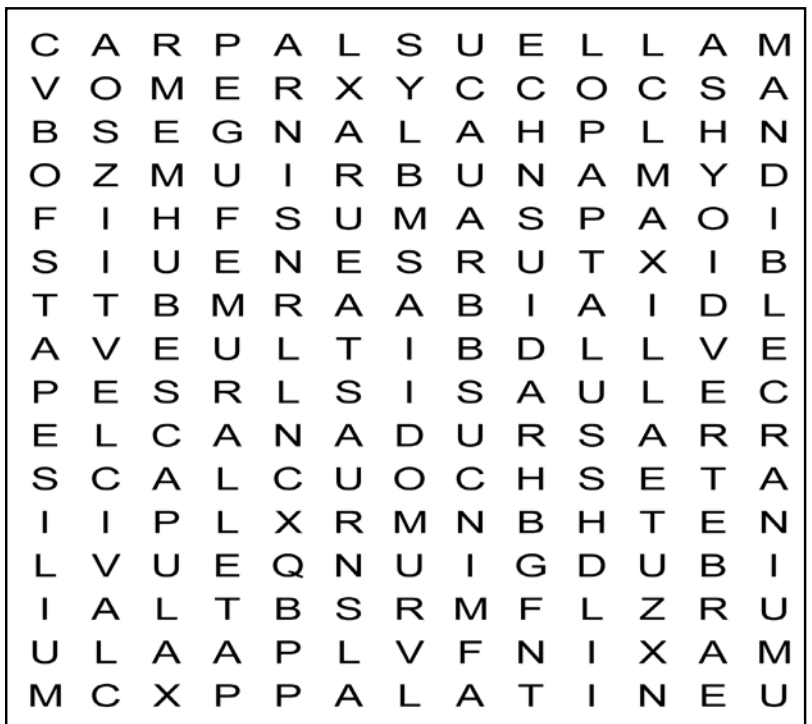 C A R P A L S U E L L A M
V O M E R X Y C C O C S A
B S E G N A L A H P L H N
O Z M U I R B U N A M Y D
F I H F S U M A S P A O I
S I U E N E S R U T X I B
T T B M R A A B I A I D L
A V E U L T I B D L L V E
P E S R L S I S A U L E C
E L C A N A D U R S A R R
S C A L C U O C H S E T A
I I P L X R M N B H T E N
L V U E Q N U I G D U B I
I A L T B S R M F L Z R U
U L A A P L V F N I X A M
M C X P P A L A T I N E U